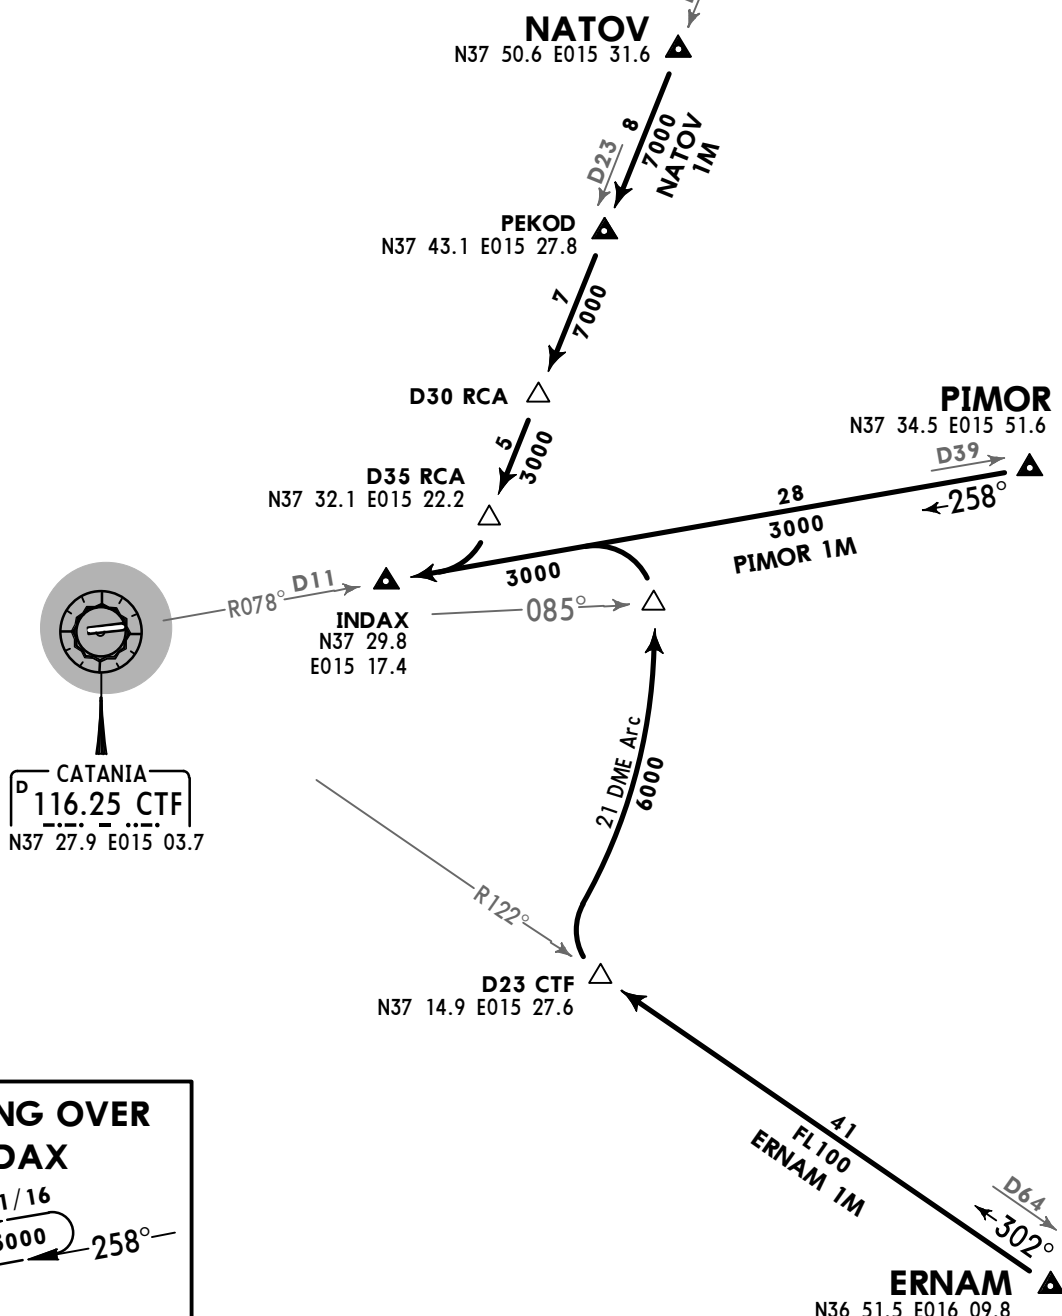 NATOV
N37 50.6 E015 31.6
8
7000
NATOV
1M
D23
PEKOD
N37 43.1 E015 27.8
7
7000
D30 RCA
5
3000
D35 RCA
N37 32.1 E015 22.2
PIMOR
N37 34.5 E015 51.6
D39
258°
28
3000
PIMOR 1M
3000
R078°
D11
INDAX
N37 29.8
E015 17.4
085°
CATANIA
D
116.25 CTF
N37 27.9 E015 03.7
21 DME Arc
6000
R122°
D23 CTF
N37 14.9 E015 27.6
41
FL100
ERNAM 1M
D64
302°
ERNAM
N36 51.5 E016 09.8
NG OVER
DAX
1/16
000
258°